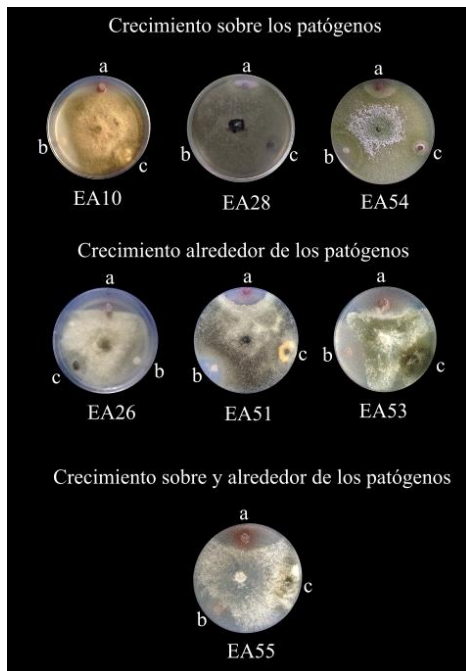 Crecimiento sobre los patógenos
a a a
b c b c b c
EA10 EA28 EA54
Crecimiento alrededor de los patógenos
a a a
c b b c b c
EA26 EA51 EA53
Crecimiento sobre y alrededor de los patógenos
a
b c
EA55